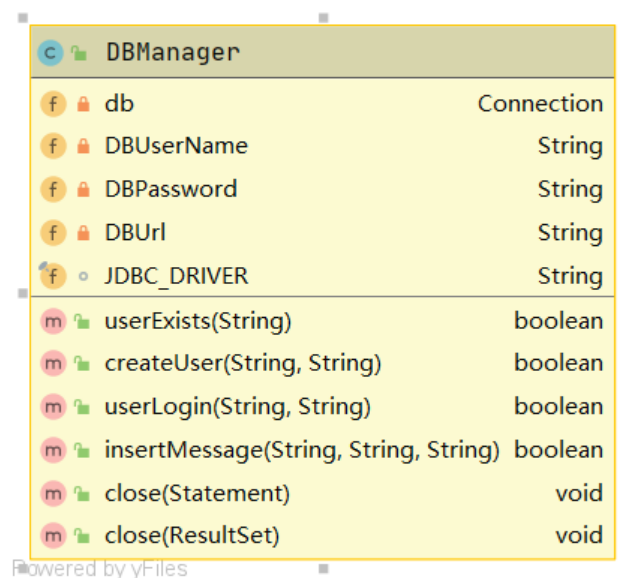 C DBManager
f db Connection
f DBUserName String
f DBPassword String
f DBUrl String
f JDBC_DRIVER String
m userExists(String) boolean
m createUser(String, String) boolean
m userLogin(String, String) boolean
m insertMessage(String, String, String) boolean
m close(Statement) void
m close(ResultSet) void
Powered by yFiles